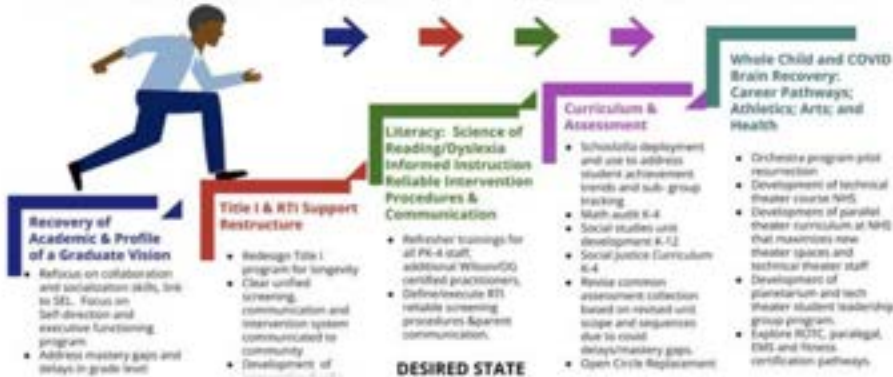 Recovery of
Academic & Profile
of a Graduate Vision
Refocus on collaboration
and socialization skills, link
to SEL. Focus on
Self-direction and
executive functioning
program
Address mastery gaps and
delays in grade level
Title I & RTI Support
Restructure
Redesign Title I
program for longevity
Clear unified
screening,
communication and
intervention system
communicated to
community
Development of
Literacy: Science of
Reading/Dyslexia
Informed Instruction
Reliable Intervention
Procedures &
Communication
Refresher trainings for
all PK-4 staff,
additional Wilson/OG
certified practitioners,
Define/execute RTI
reliable screening
procedures &parent
communication.
DESIRED STATE
Curriculum &
Assessment
deployment
and use to address
student achievement
trends and sub- group
tracking
Math audit K-4
Social studies unit
development K-12
Social Justice Curriculum
K-4
Revise common
assessment collection
based on revised unit
scope and sequences
due to covid
delays/mastery gaps.
Open Circle Replacement
Whole Child and COVID
Brain Recovery:
Career Pathways;
Athletics; Arts; and
Health
Orchestra program pilot
resurrection
Development of technical
theater course NHS
Development of parallel
theater curriculum at NHS
that maximizes new
theater spaces and
technical theater staff
Development of
planetarium and tech
theater student leadership
group program.
Explore ROTC, paralegal,
EMS and fitness
certification pathways.